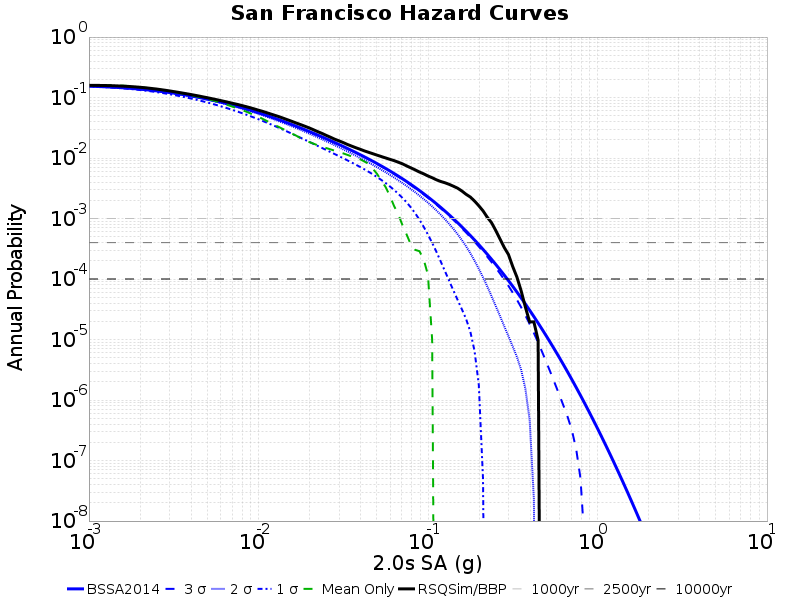 San Francisco Hazard Curves
10^0
10^-1
10^-2
10^-3
10^-4
10^-5
10^-6
10^-7
10^-8
Annual Probability
10^-3 10^-2 10^-1 10^0 10^1
2.0s SA (g)
BSSA2014 3 σ 2 σ 1 σ Mean Only RSQSim/BBP 1000yr 2500yr 10000yr